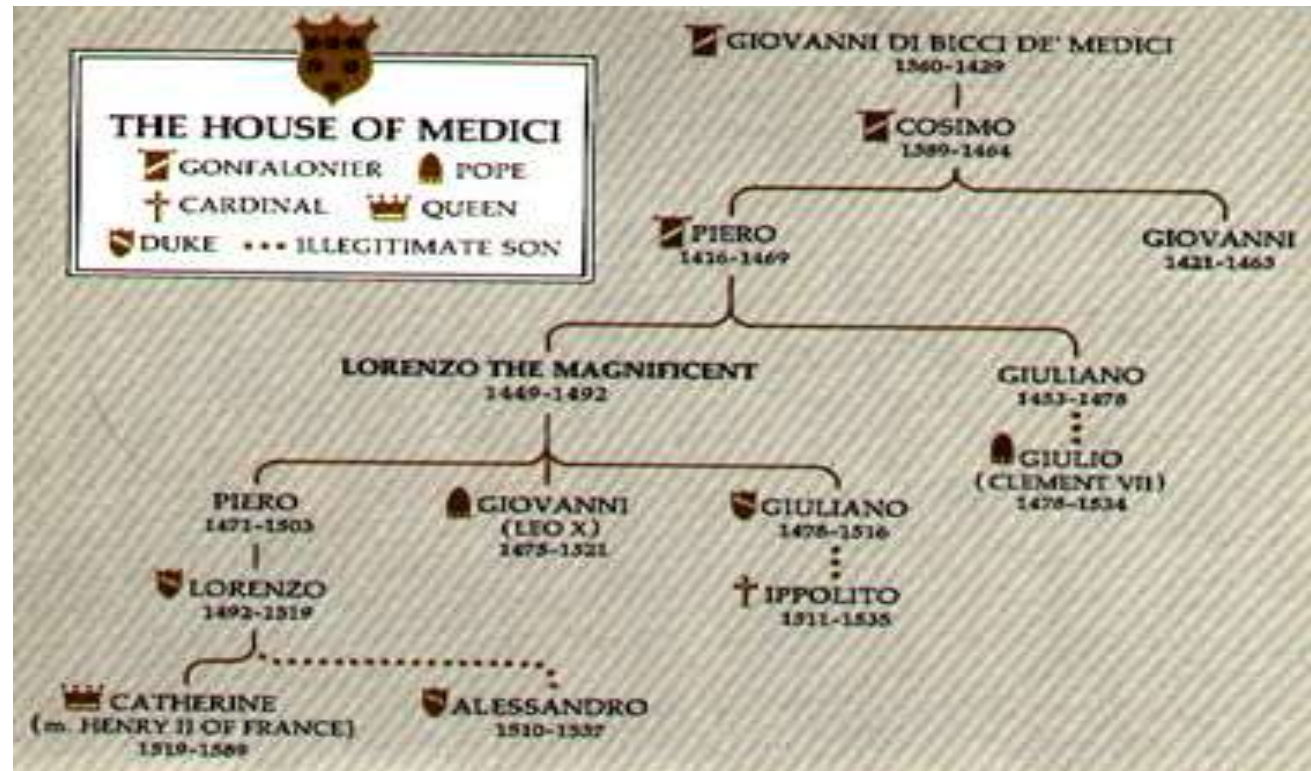 THE HOUSE OF MEDICI
GONFALONIER POPE
CARDINAL QUEEN
DUKE ILLEGITIMATE SON
GIOVANNI DI BICCI DE' MEDICI
1360-1429
COSIMO
1389-1464
PIERO
1416-1469
GIOVANNI
1421-1463
LORENZO THE MAGNIFICENT
1449-1492
GIULIANO
1453-1478
GIULIO
(CLEMENT VII)
1478-1534
PIERO
1471-1503
GIOVANNI
(LEO X)
1475-1521
GIULIANO
1478-1516
LORENZO
1492-1519
IPPOLITO
1511-1535
CATHERINE
(m. HENRY II OF FRANCE)
1519-1589
ALESSANDRO
1510-1537